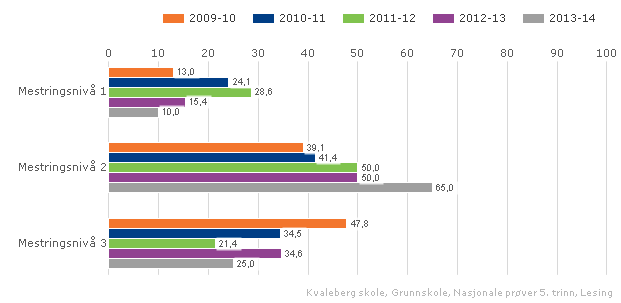 2009-10 2010-11 2011-12 2012-13 2013-14
0 10 20 30 40 50 60 70 80 90 100
Mestringsnivå 1
13,0
24,1
28,6
15,4
10,0
Mestringsnivå 2
39,1
41,4
50,0
50,0
65,0
Mestringsnivå 3
47,8
34,5
21,4
34,6
25,0
Kvaleberg skole, Grunnskole, Nasjonale prøver 5. trinn, Lesing